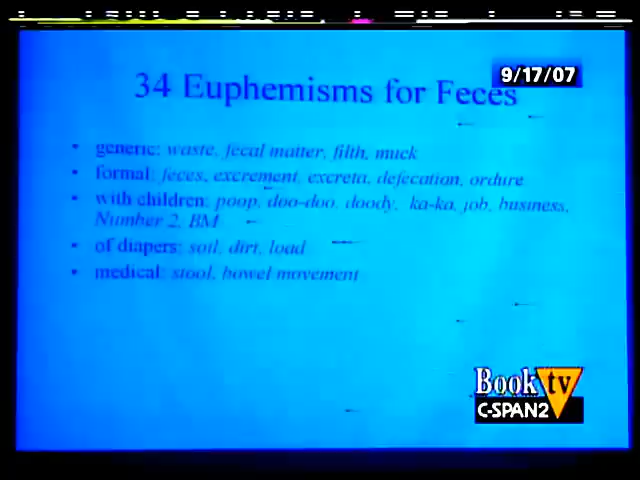 9/17/07
34 Euphemisms for Feces
• generic: waste, fecal matter, filth, muck
• formal: feces, excrement, excreta, defecation, ordure
• with children: poop, doo-doo, doody, ka-ka, job, business,
Number 2, BM
• of diapers: soil, dirt, load
• medical: stool, bowel movement
Book tv
C-SPAN2